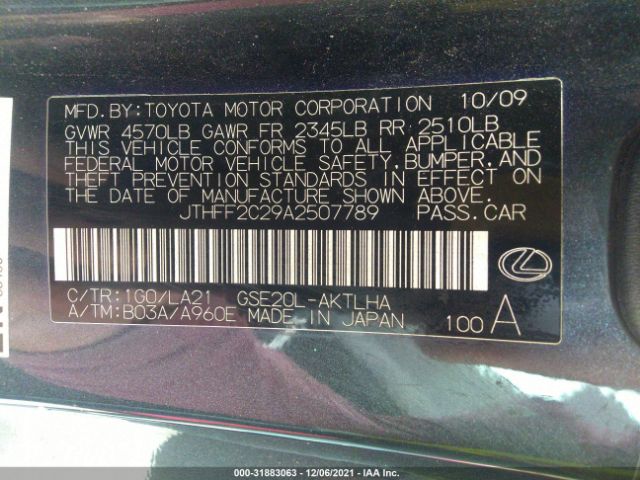 MFD.BY:TOYOTA MOTOR CORPORATION 10/09
GVWR 4570LB GAWR FR 2345LB RR 2510LB
THIS VEHICLE CONFORMS TO ALL APPLICABLE
FEDERAL MOTOR VEHICLE SAFETY,BUMPER,AND
THEFT PREVENTION STANDARDS IN EFFECT ON
THE DATE OF MANUFACTURE SHOWN ABOVE.
JTHFF2C29A2507789 PASS.CAR
C/TR:1G0/LA21 GSE20L-AKTLHA
A/TM:B03A/A960E MADE IN JAPAN 100 A
000-31883063 - 12/06/2021 - IAA Inc.